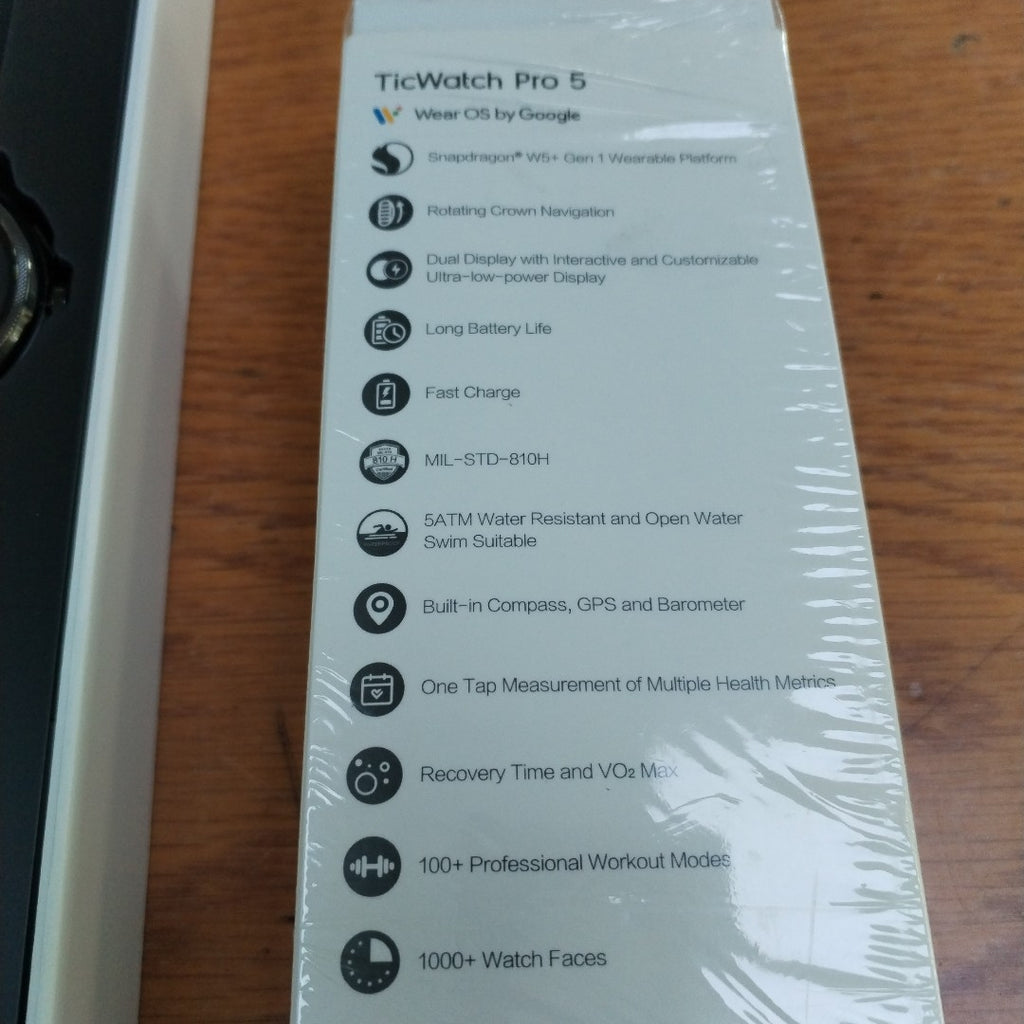 TicWatch Pro 5
Wear OS by Google
Snapdragon® W5+ Gen 1 Wearable Platform
Rotating Crown Navigation
Dual Display with Interactive and Customizable
Ultra-low-power Display
Long Battery Life
Fast Charge
810 H
MIL-STD-810H
5ATM Water Resistant and Open Water
Swim Suitable
Built-in Compass, GPS and Barometer
One Tap Measurement of Multiple Health Metrics
Recovery Time and VO₂ Max
100+ Professional Workout Modes
1000+ Watch Faces